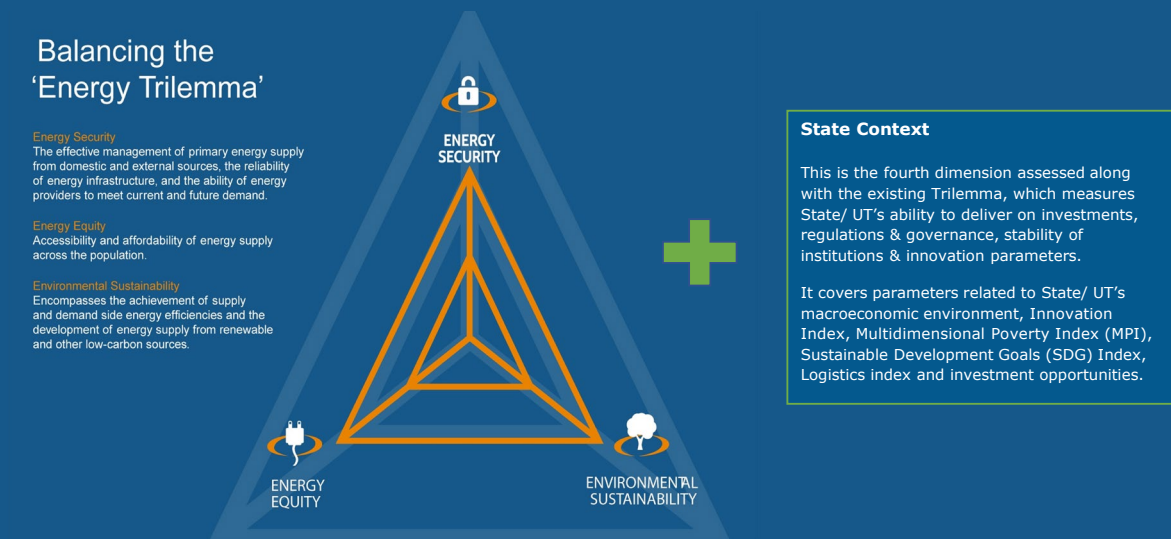 Balancing the
‘Energy Trilemma’
Energy Security
The effective management of primary energy supply
from domestic and external sources, the reliability
of energy infrastructure, and the ability of energy
providers to meet current and future demand.
Energy Equity
Accessibility and affordability of energy supply
across the population.
Environmental Sustainability
Encompasses the achievement of supply
and demand side energy efficiencies and the
development of energy supply from renewable
and other low-carbon sources.
ENERGY
SECURITY
ENERGY
EQUITY
ENVIRONMENTAL
SUSTAINABILITY
State Context
This is the fourth dimension assessed along
with the existing Trilemma, which measures
State/ UT’s ability to deliver on investments,
regulations & governance, stability of
institutions & innovation parameters.
It covers parameters related to State/ UT’s
macroeconomic environment, Innovation
Index, Multidimensional Poverty Index (MPI),
Sustainable Development Goals (SDG) Index,
Logistics index and investment opportunities.